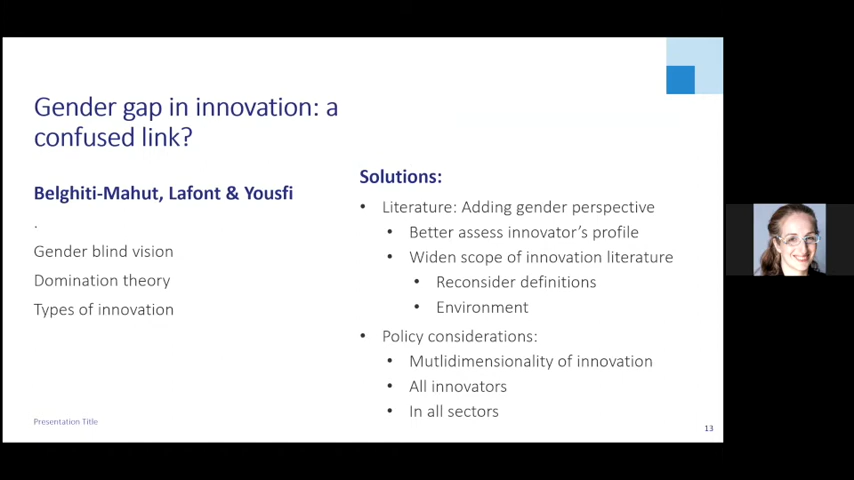 Gender gap in innovation: a
confused link?
Belghiti-Mahut, Lafont & Yousfi
.
Gender blind vision
Domination theory
Types of innovation
Solutions:
• Literature: Adding gender perspective
• Better assess innovator's profile
• Widen scope of innovation literature
• Reconsider definitions
• Environment
• Policy considerations:
• Mutlidimensionality of innovation
• All innovators
• In all sectors
Presentation Title
13